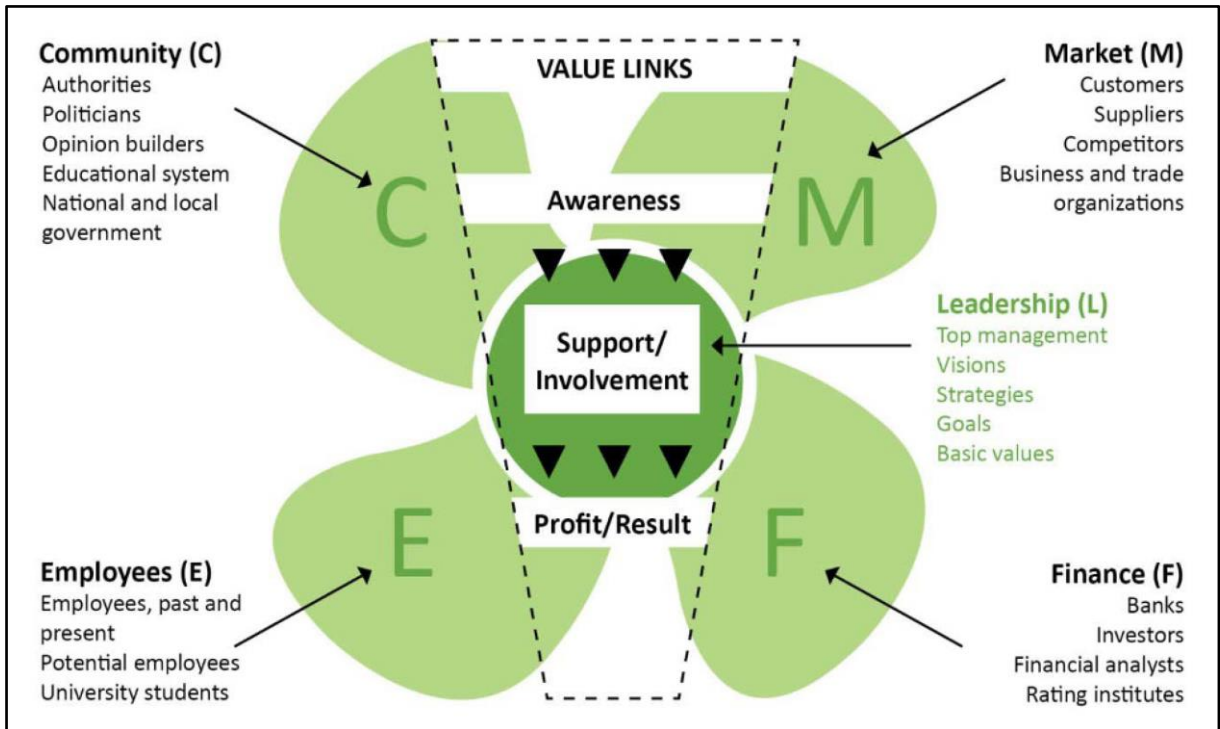 Community (C)
Authorities
Politicians
Opinion builders
Educational system
National and local
government
VALUE LINKS
Market (M)
Customers
Suppliers
Competitors
Business and trade
organizations
C
Awareness
M
Support/
Involvement
Leadership (L)
Top management
Visions
Strategies
Goals
Basic values
E
Profit/Result
F
Employees (E)
Employees, past and
present
Potential employees
University students
Finance (F)
Banks
Investors
Financial analysts
Rating institutes